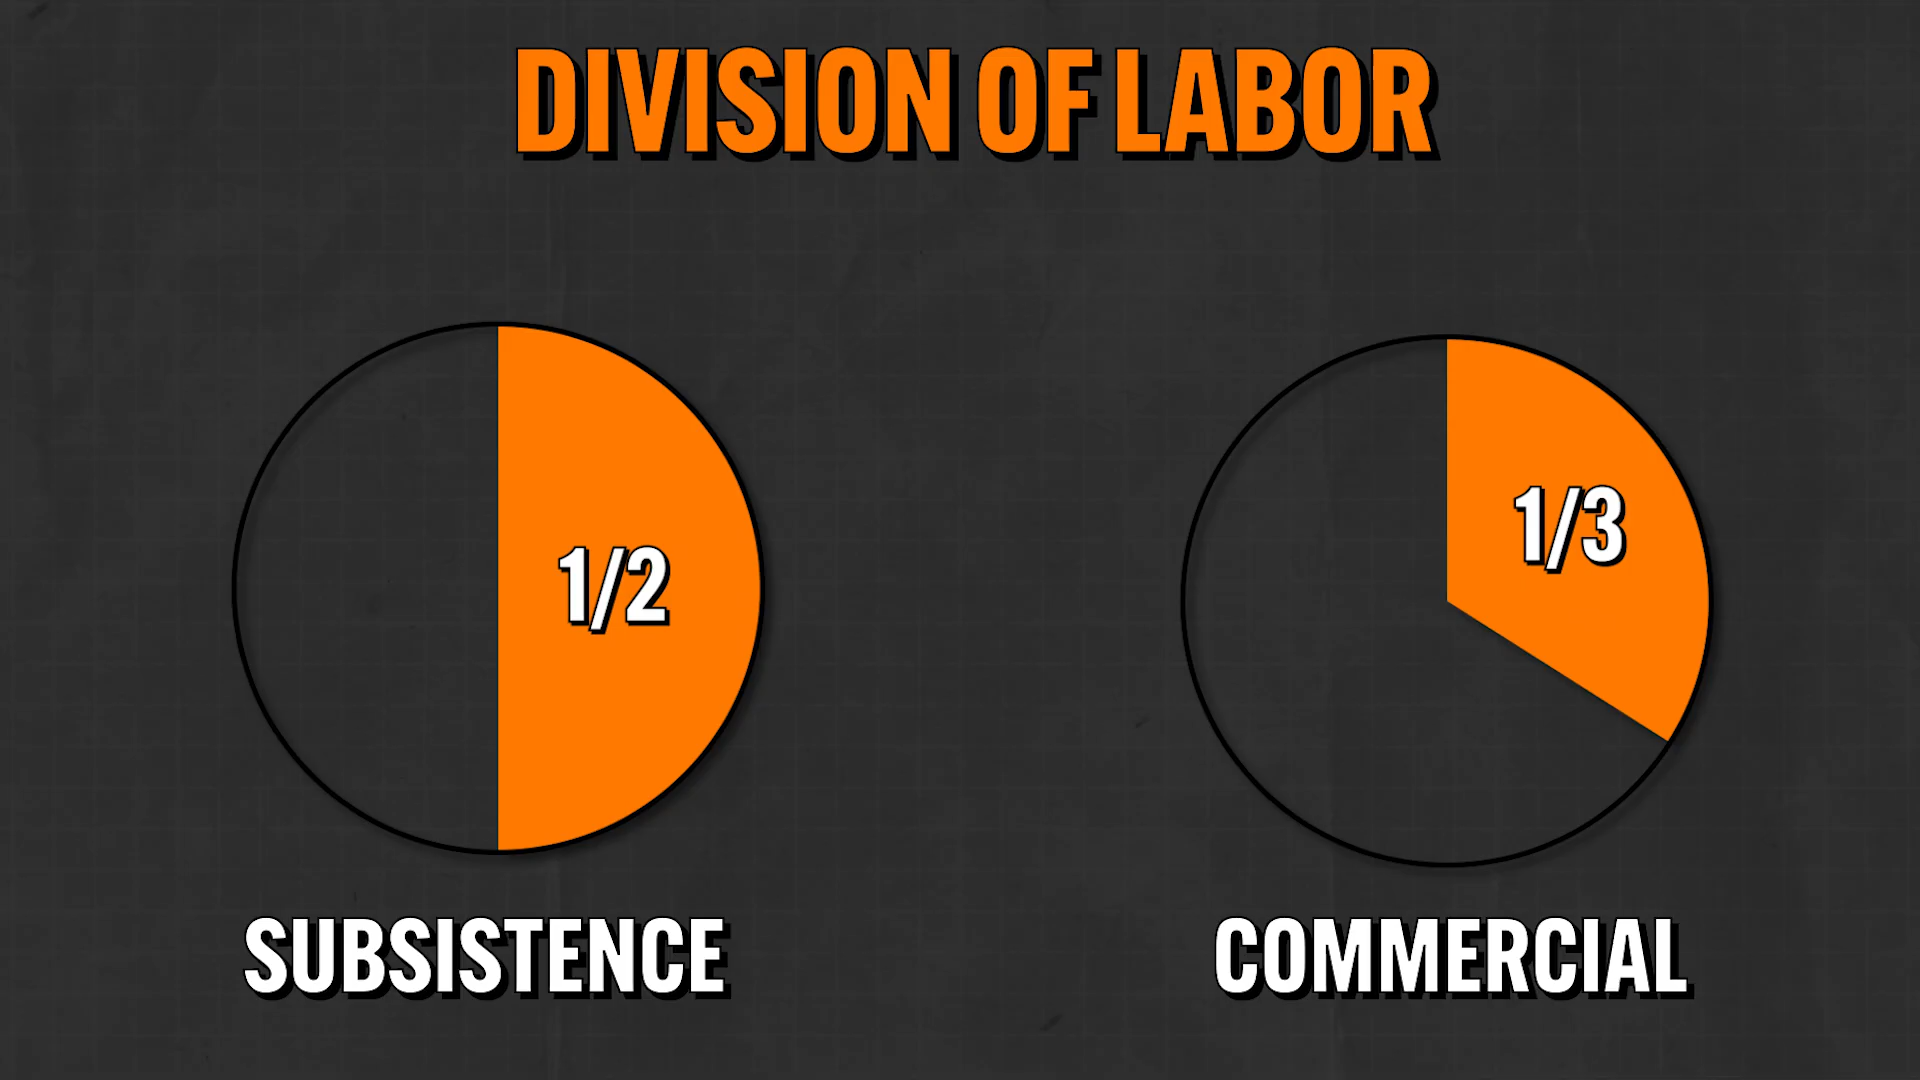 DIVISION OF LABOR
1/2
1/3
SUBSISTENCE
COMMERCIAL